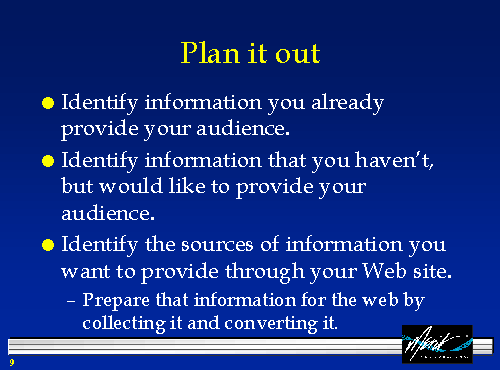 Plan it out
Identify information you already
provide your audience.
Identify information that you haven't,
but would like to provide your
audience.
Identify the sources of information you
want to provide through your Web site.
– Prepare that information for the web by
collecting it and converting it.
9